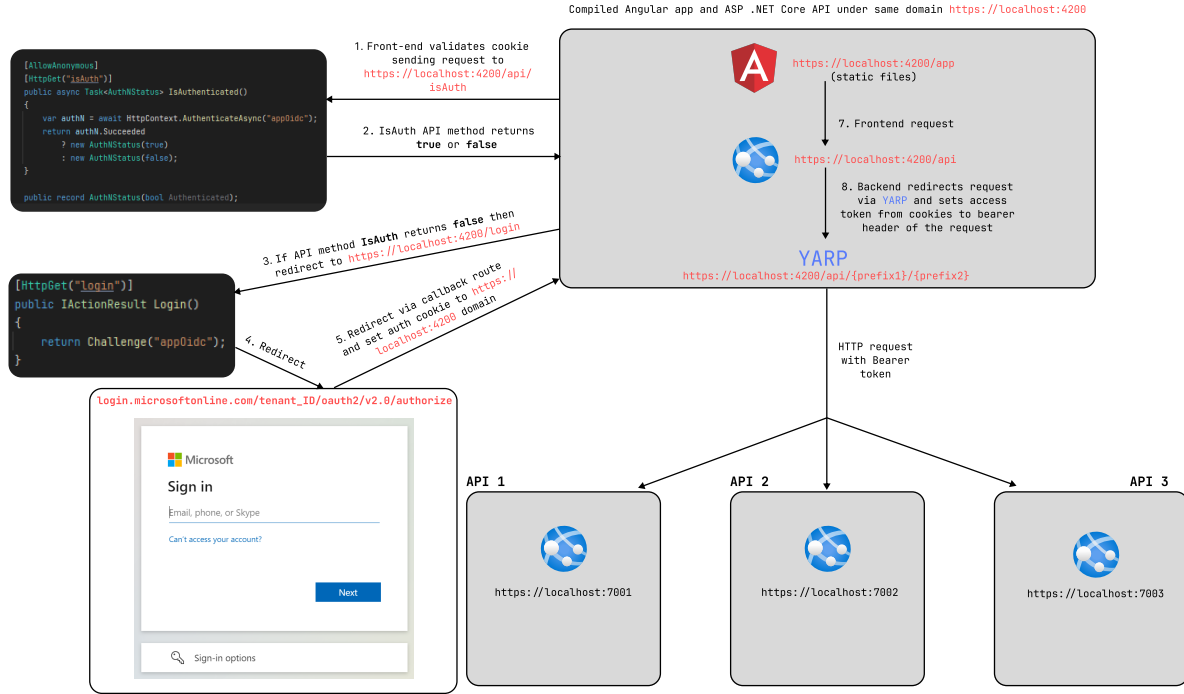 Compiled Angular app and ASP .NET Core API under same domain https://localhost:4200
[AllowAnonymous]
[HttpGet("isAuth")]
public async Task<AuthNStatus> IsAuthenticated()
{
var authN = await HttpContext.AuthenticateAsync("appOidc");
return authN.Succeeded
? new AuthNStatus(true)
: new AuthNStatus(false);
}
public record AuthNStatus(bool Authenticated);
1. Front-end validates cookie
sending request to
https://localhost:4200/api/
isAuth
2. IsAuth API method returns
true or false
https://localhost:4200/app
(static files)
7. Frontend request
https://localhost:4200/api
8. Backend redirects request
via YARP and sets access
token from cookies to bearer
header of the request
YARP
https://localhost:4200/api/{prefix1}/{prefix2}
3. If API method IsAuth returns false then
redirect to https://localhost:4200/login
[HttpGet("login")]
public IActionResult Login()
{
return Challenge("appOidc");
}
4. Redirect
5. Redirect via callback route
and set auth cookie to https://
localhost:4200 domain
HTTP request
with Bearer
token
login.microsoftonline.com/tenant_ID/oauth2/v2.0/authorize
Microsoft
Sign in
Email, phone, or Skype
Can't access your account?
Next
Sign-in options
API 1
https://localhost:7001
API 2
https://localhost:7002
API 3
https://localhost:7003